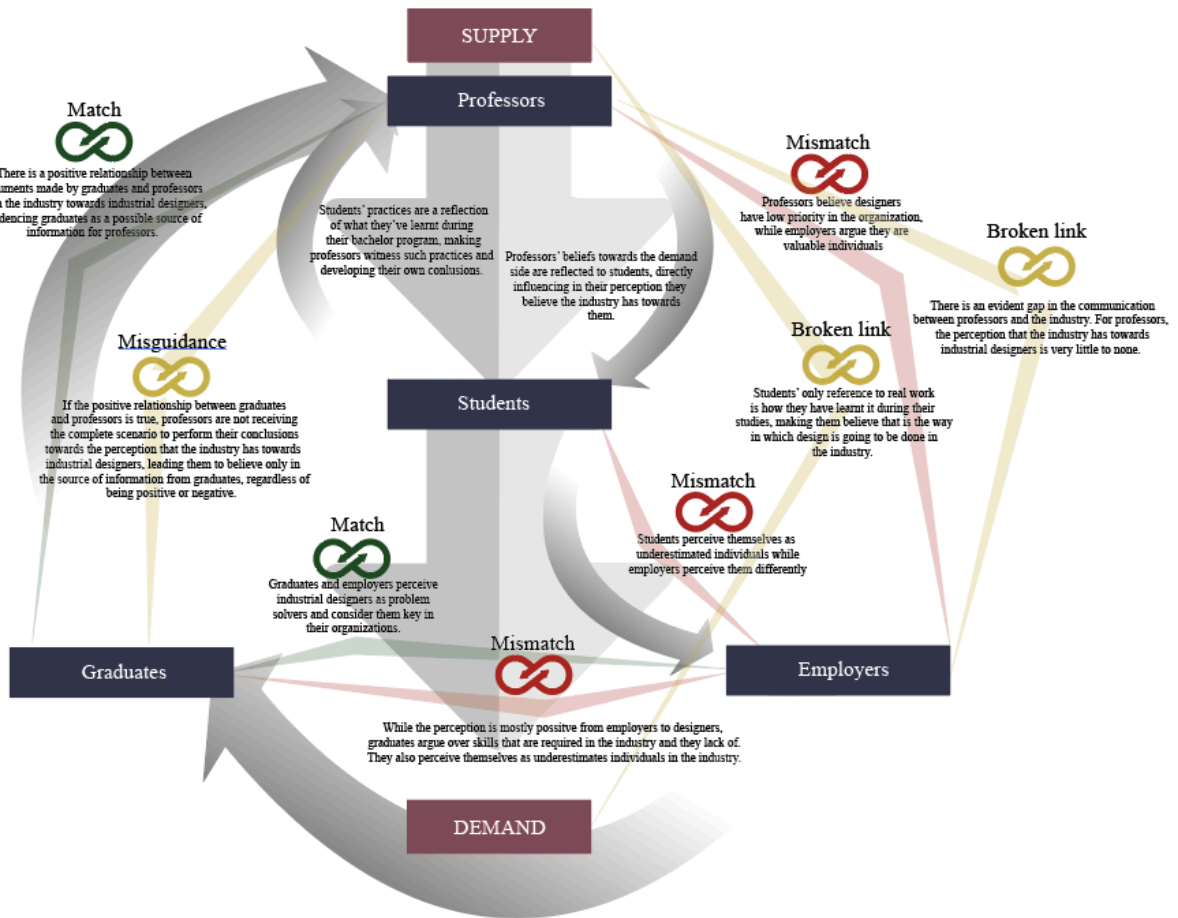 SUPPLY
Professors
Match
There is a positive relationship between
uments made by graduates and professors
the industry towards industrial designers,
dencing graduates as a possible source of
information for professors.
Students' practices are a reflection
of what they've learnt during
their bachelor program, making
professors witness such practices and
developing their own conlusions.
Professors' beliefs towards the demand
side are reflected to students, directly
influencing in their perception they
believe the industry has towards
them.
Mismatch
Professors believe designers
have low priority in the organization,
while employers argue they are
valuable individuals
Broken link
There is an evident gap in the communication
between professors and the industry. For professors,
the perception that the industry has towards
industrial designers is very little to none.
Misguidance
If the positive relationship between graduates
and professors is true, professors are not receiving
the complete scenario to perform their conclusions
towards the perception that the industry has towards
industrial designers, leading them to believe only in
the source of information from graduates, regardless of
being positive or negative.
Broken link
Students' only reference to real work
is how they have learnt it during their
studies, making them believe that is the way
in which design is going to be done in
the industry.
Students
Mismatch
Students perceive themselves as
underestimated individuals while
employers perceive them differently
Match
Graduates and employers perceive
industrial designers as problem
solvers and consider them key in
their organizations.
Graduates
Mismatch
Employers
While the perception is mostly possitve from employers to designers,
graduates argue over skills that are required in the industry and they lack of.
They also perceive themselves as underestimates individuals in the industry.
DEMAND